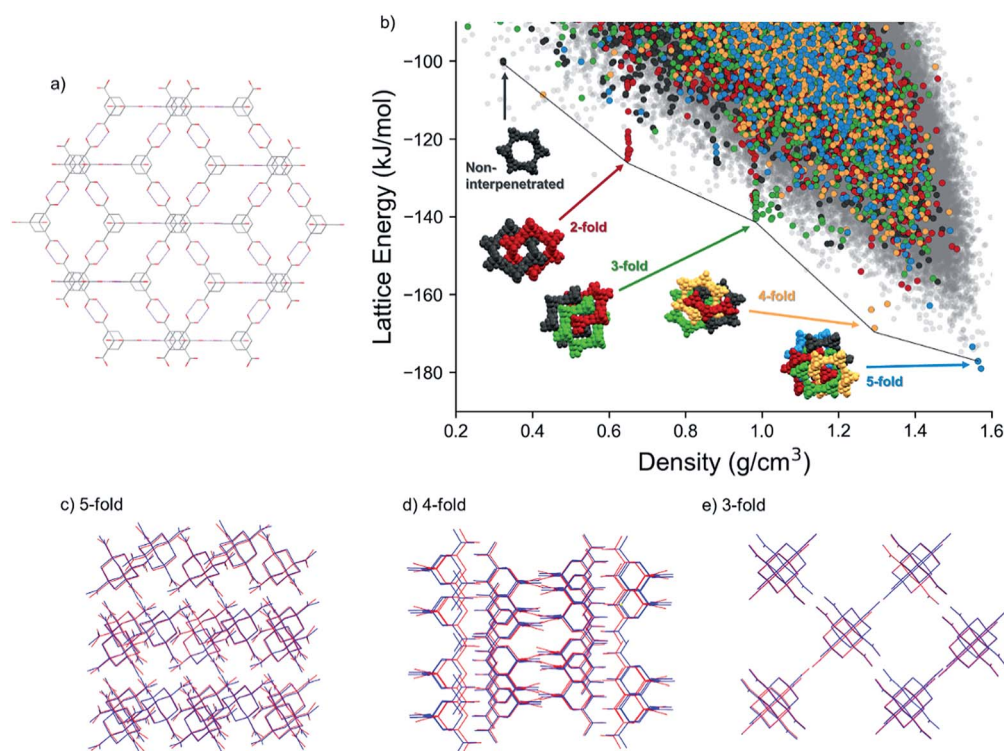 a)
b)
Lattice Energy (kJ/mol)
−100
−120
−140
−160
−180
Non-
interpenetrated
2-fold
3-fold
4-fold
5-fold
0.2 0.4 0.6 0.8 1.0 1.2 1.4 1.6
Density (g/cm³)
c) 5-fold
d) 4-fold
e) 3-fold